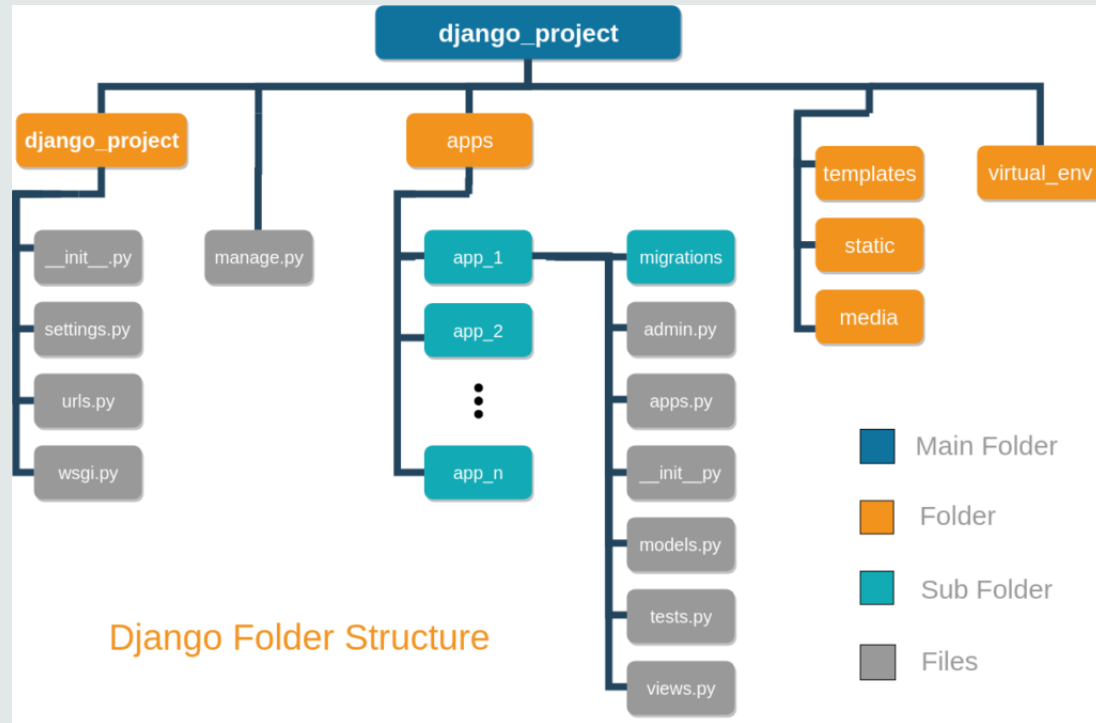 django_project
django_project
apps
templates
virtual_env
static
media
__init__.py
manage.py
settings.py
urls.py
wsgi.py
app_1
app_2
app_n
migrations
admin.py
apps.py
__init__py
models.py
tests.py
views.py
Main Folder
Folder
Sub Folder
Files
Django Folder Structure